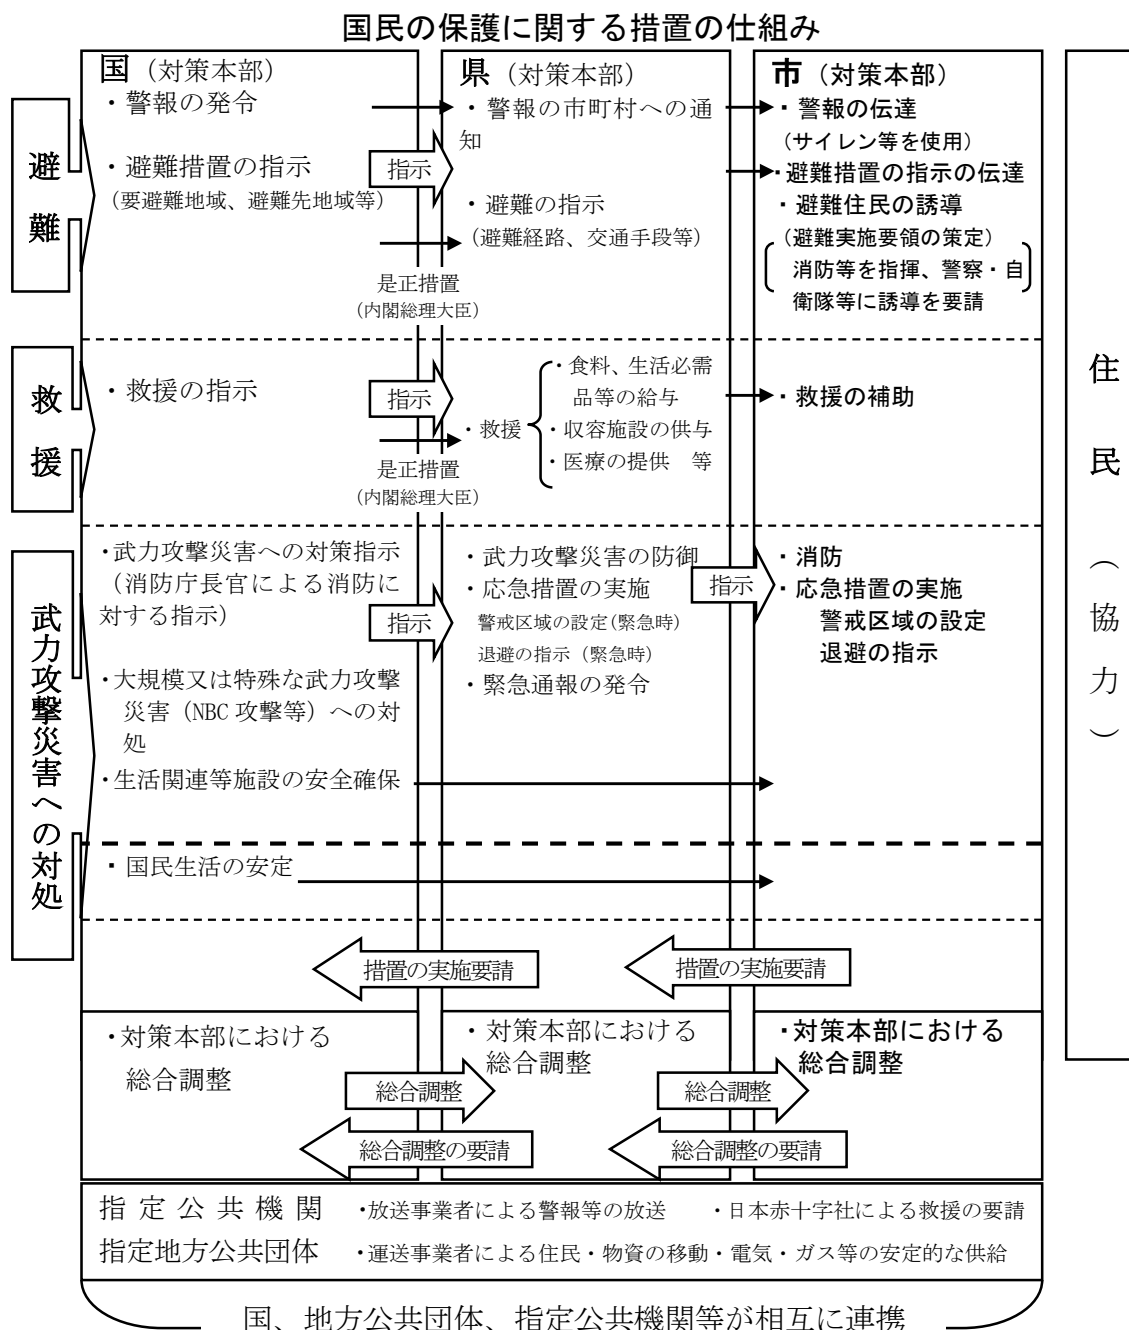 国民の保護に関する措置の仕組み
国（対策本部）
県（対策本部）
市（対策本部）
避難
・警報の発令
・避難措置の指示
（要避難地域、避難先地域等）
指示
是正措置
（内閣総理大臣）
・警報の市町村への通
知
・避難の指示
（避難経路、交通手段等）
・警報の伝達
（サイレン等を使用）
・避難措置の指示の伝達
・避難住民の誘導
（避難実施要領の策定）
消防等を指揮、警察・自
衛隊等に誘導を要請
救援
・救援の指示
指示
是正措置
（内閣総理大臣）
・救援
・食料、生活必需
品等の給与
・収容施設の供与
・医療の提供　等
・救援の補助
武力攻撃災害への対処
・武力攻撃災害への対策指示
（消防庁長官による消防に
対する指示）
・大規模又は特殊な武力攻撃
災害（NBC 攻撃等）への対
処
・生活関連等施設の安全確保
指示
・武力攻撃災害の防御
・応急措置の実施
警戒区域の設定(緊急時)
退避の指示（緊急時）
・緊急通報の発令
指示
・消防
・応急措置の実施
警戒区域の設定
退避の指示
・国民生活の安定
措置の実施要請
措置の実施要請
・対策本部における
総合調整
・対策本部における
総合調整
・対策本部における
総合調整
総合調整
総合調整
総合調整の要請
総合調整の要請
住民（協力）
指定公共機関　・放送事業者による警報等の放送　・日本赤十字社による救援の要請
指定地方公共団体　・運送事業者による住民・物資の移動・電気・ガス等の安定的な供給
国、地方公共団体、指定公共機関等が相互に連携